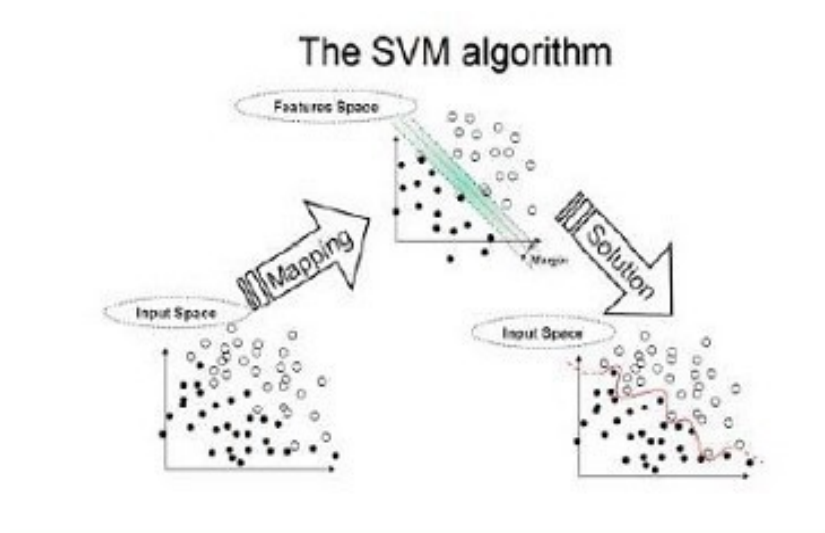 The SVM algorithm
Features Space
Margin
Mapping
Solution
Input Space
Input Space